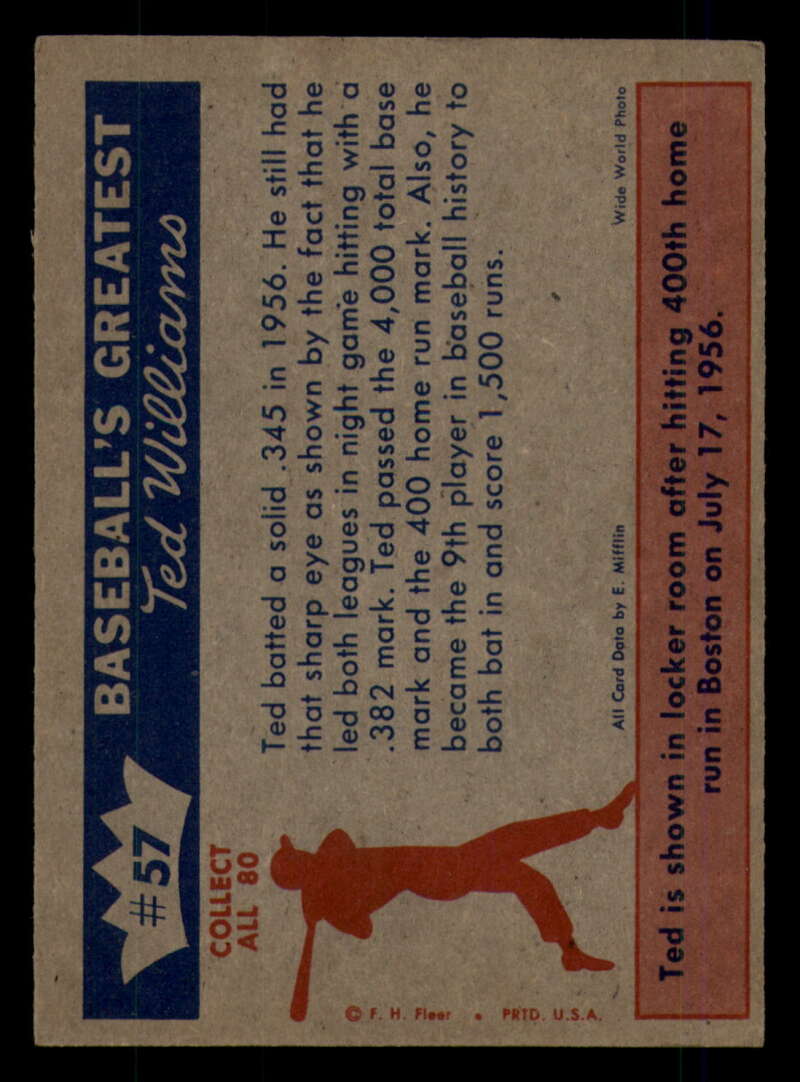 #57
BASEBALL'S GREATEST
Ted Williams
COLLECT
ALL 80
Ted batted a solid .345 in 1956. He still had
that sharp eye as shown by the fact that he
led both leagues in night game hitting with a
.382 mark. Ted passed the 4,000 total base
mark and the 400 home run mark. Also, he
became the 9th player in baseball history to
both bat in and score 1,500 runs.
© F. H. Fleer • PRTD. U.S.A.
All Card Data by E. Mifflin
Wide World Photo
Ted is shown in locker room after hitting 400th home
run in Boston on July 17, 1956.